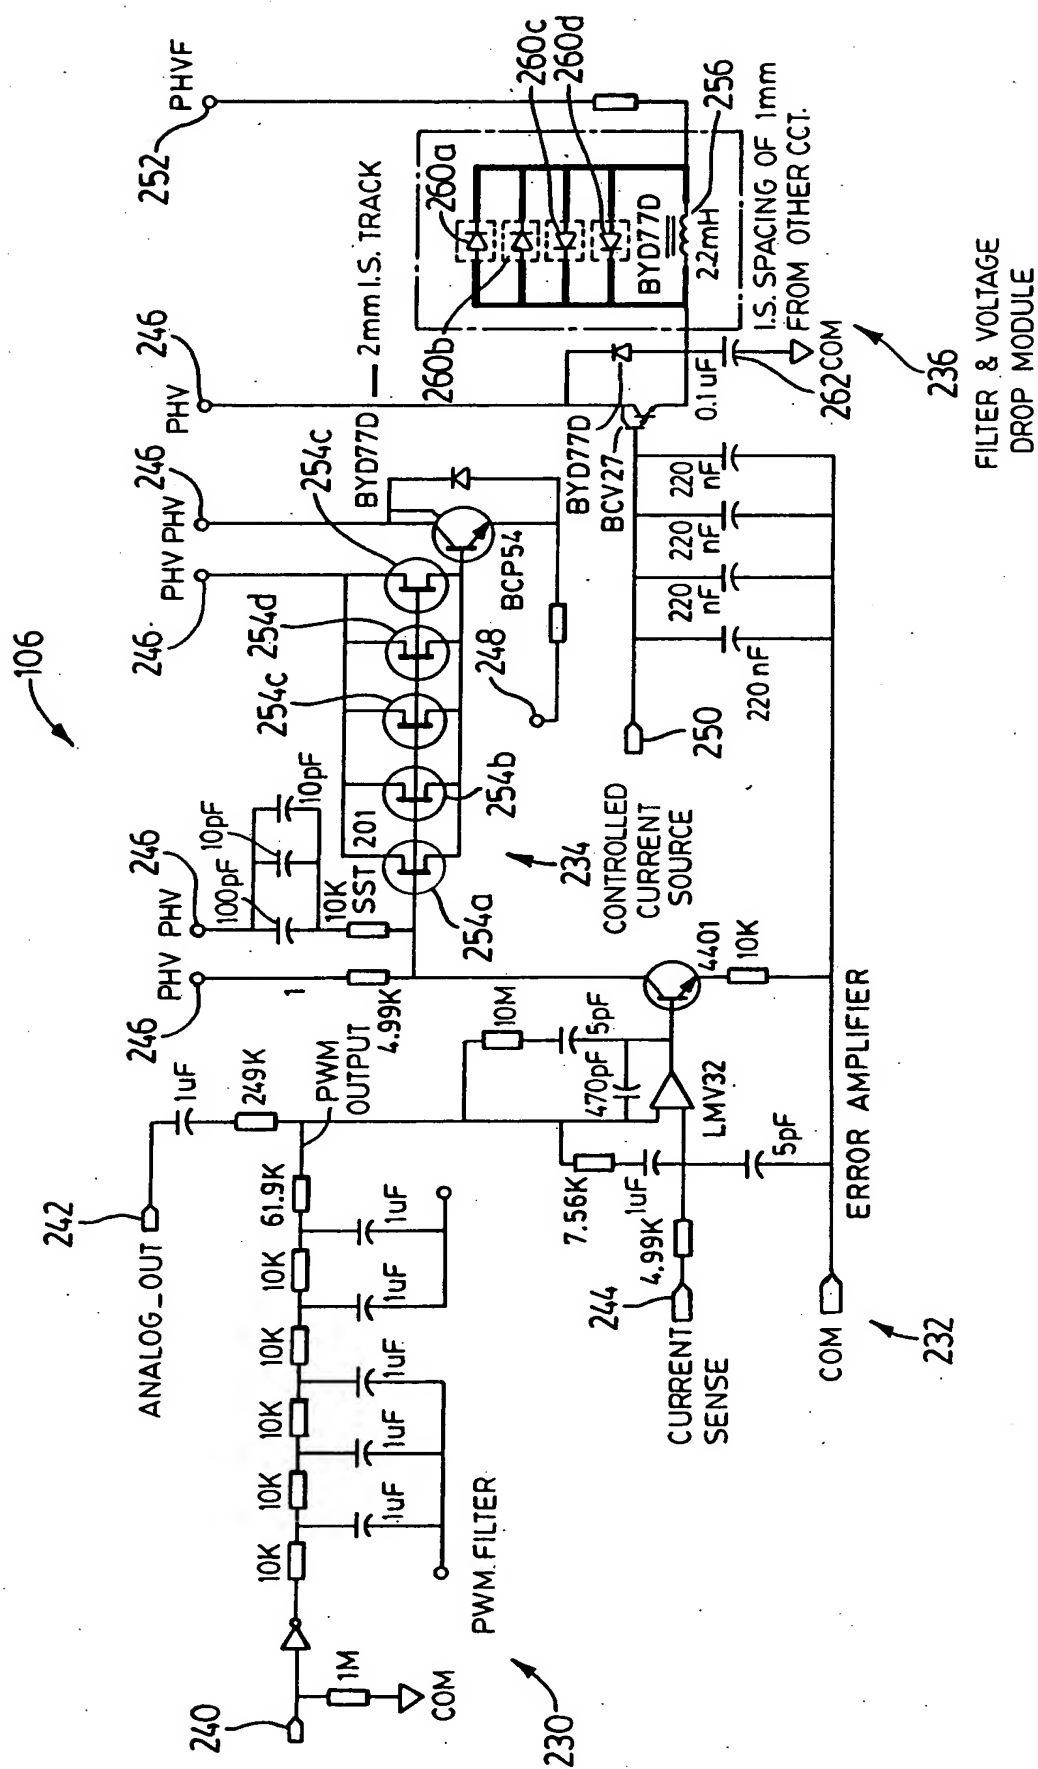 106
240
1M
COM
230
PWM FILTER
10K
10K
10K
10K
10K
61.9K
1uF
1uF
1uF
1uF
1uF
ANALOG_OUT
242
1uF
249K
PWM
OUTPUT
246
PHV
1
4.99K
246
PHV
100pF
10pF
10pF
10K
SST
201
254a
254b
254c
254d
254c
246
PHV
246
PHV
BYD77D
BCP54
248
234
CONTROLLED
CURRENT
SOURCE
10M
5pF
470pF
LMV32
4401
10K
7.56K
1uF
5pF
4.99K
244
CURRENT
SENSE
COM
232
ERROR AMPLIFIER
250
220nF
220
nF
220
nF
220
nF
246
PHV
2mm I.S. TRACK
BYD77D
BCV27
0.1uF
262
COM
252
PHVF
260a
260b
260c
260d
BYD77D
22mH
256
I.S. SPACING OF 1mm
FROM OTHER CCT.
236
FILTER & VOLTAGE
DROP MODULE